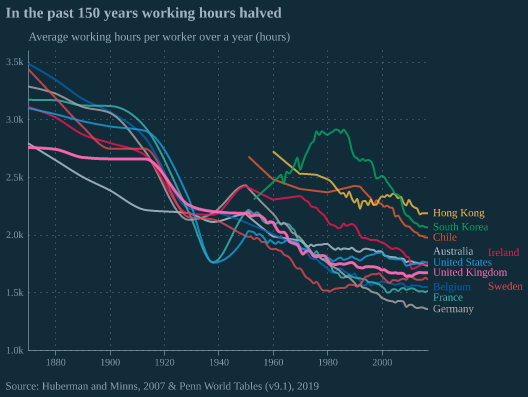 In the past 150 years working hours halved
Average working hours per worker over a year (hours)
3.5k
3.0k
2.5k
2.0k
1.5k
1.0k
1880
1900
1920
1940
1960
1980
2000
Hong Kong
South Korea
Chile
Australia
Ireland
United States
United Kingdom
Belgium
Sweden
France
Germany
Source: Huberman and Minns, 2007 & Penn World Tables (v9.1), 2019